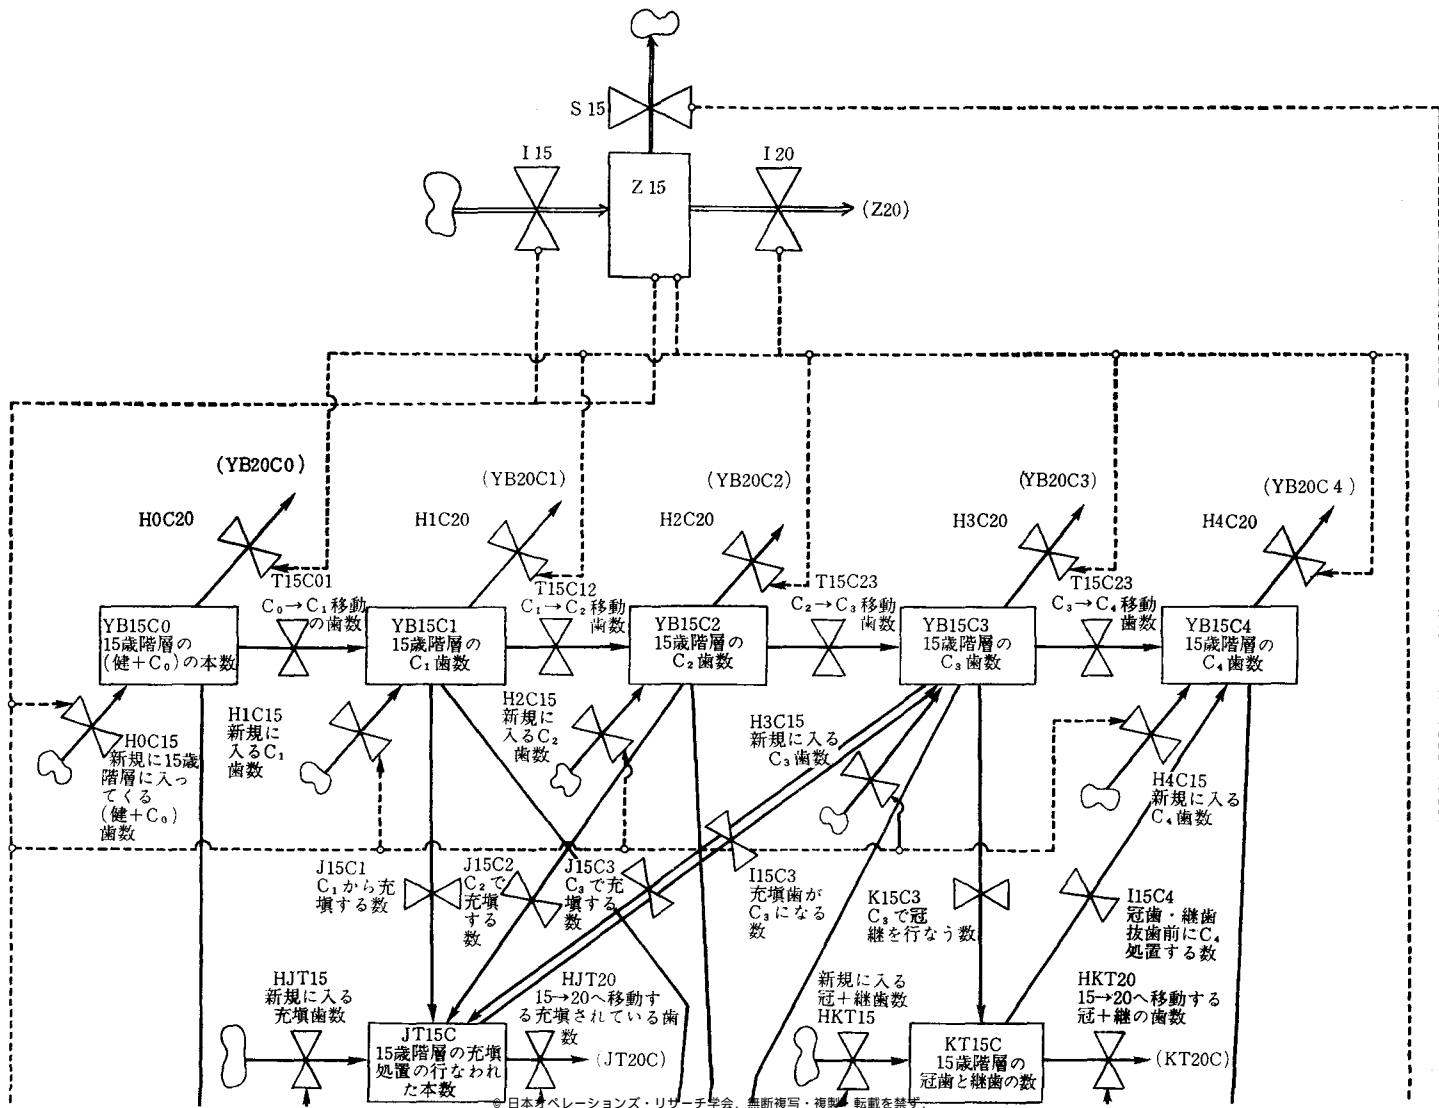 S 15
I 15
I 20
Z 15
(Z20)
(YB20C0)
(YB20C1)
(YB20C2)
(YB20C3)
(YB20C4)
H0C20
H1C20
H2C20
H3C20
H4C20
T15C01
C₀→C₁移動
の歯数
T15C12
C₁→C₂移動
歯数
T15C23
C₂→C₃移動
歯数
T15C23
C₃→C₄移動
歯数
YB15C0
15歳階層の
(健+C₀)の本数
YB15C1
15歳階層の
C₁歯数
YB15C2
15歳階層の
C₂歯数
YB15C3
15歳階層の
C₃歯数
YB15C4
15歳階層の
C₄歯数
H0C15
新規に15歳
階層に入っ
てくる
(健+C₀)
歯数
H1C15
新規に
入るC₁
歯数
H2C15
新規に
入るC₂
歯数
H3C15
新規に入る
C₃歯数
H4C15
新規に入る
C₄歯数
J15C1
C₁から充
塡する数
J15C2
C₂で
充塡
する
数
J15C3
C₃で充
塡する
数
I15C3
充塡歯が
C₃になる
数
K15C3
C₃で冠
継を行なう数
I15C4
冠歯・継歯
抜歯前にC₄
処置する数
HJT15
新規に入る
充塡歯数
HJT20
15→20へ移動す
る充塡されている歯
数
新規に入る
冠+継歯数
HKT15
HKT20
15→20へ移動する
冠+継の歯数
JT15C
15歳階層の充塡
処置の行なわれ
た本数
(JT20C)
KT15C
15歳階層の
冠歯と継歯の数
(KT20C)
© 日本オペレーションズ・リサーチ学会. 無断複写・複製・転載を禁ず.